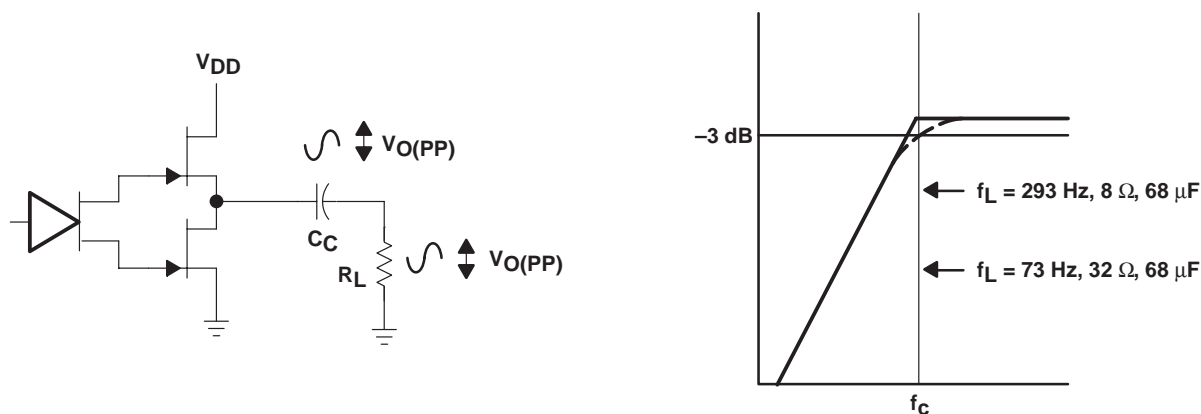 VDD
VO(PP)
CC
RL
VO(PP)
–3 dB
fL = 293 Hz, 8 Ω, 68 µF
fL = 73 Hz, 32 Ω, 68 µF
fc